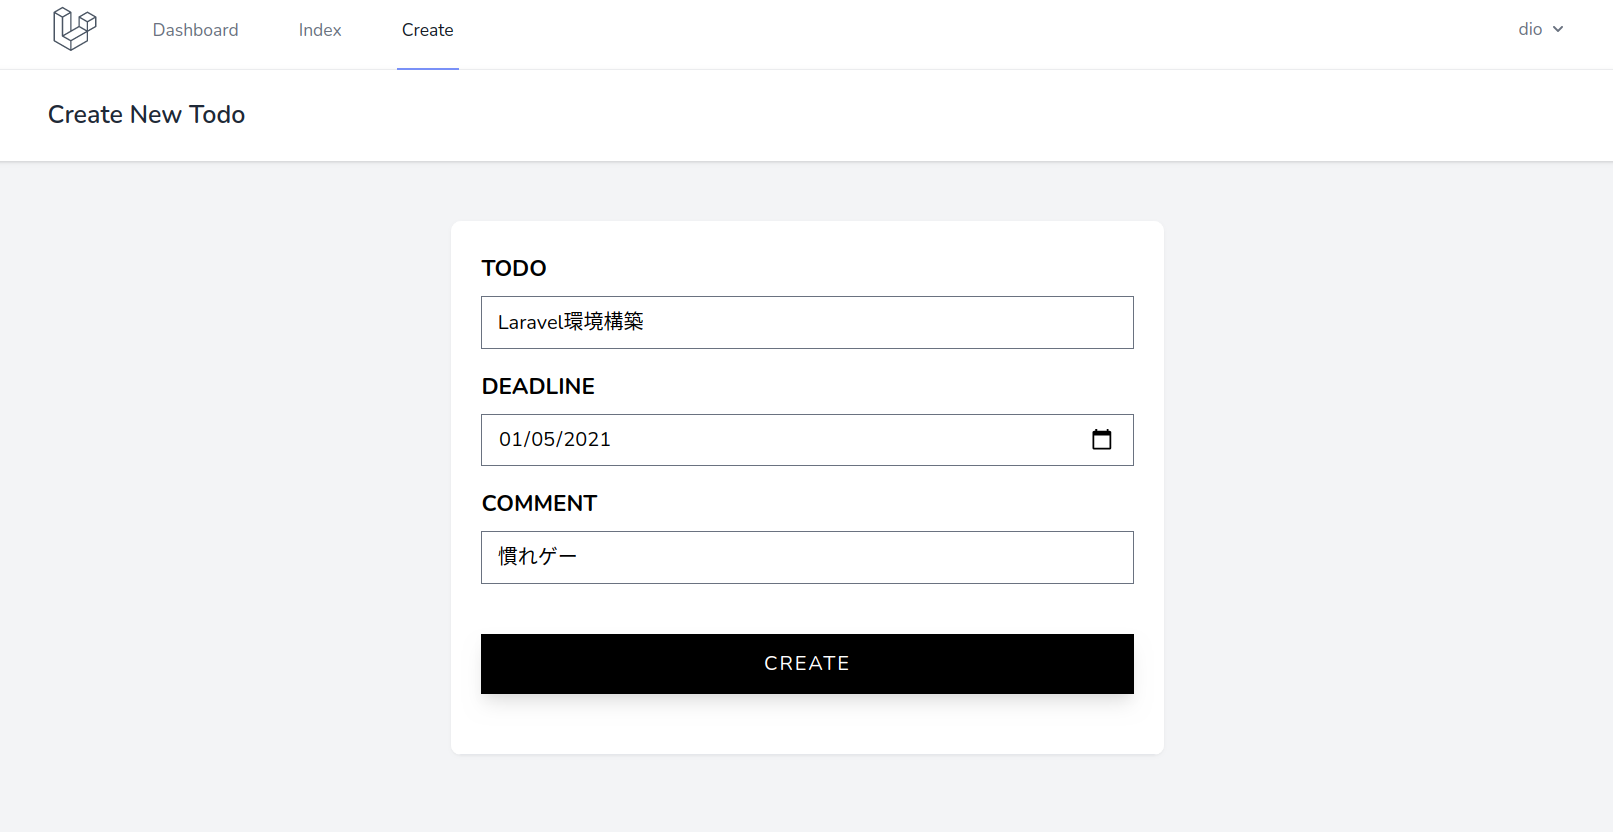 Dashboard
Index
Create
dio
Create New Todo
TODO
Laravel環境構築
DEADLINE
01/05/2021
COMMENT
慣れゲー
CREATE